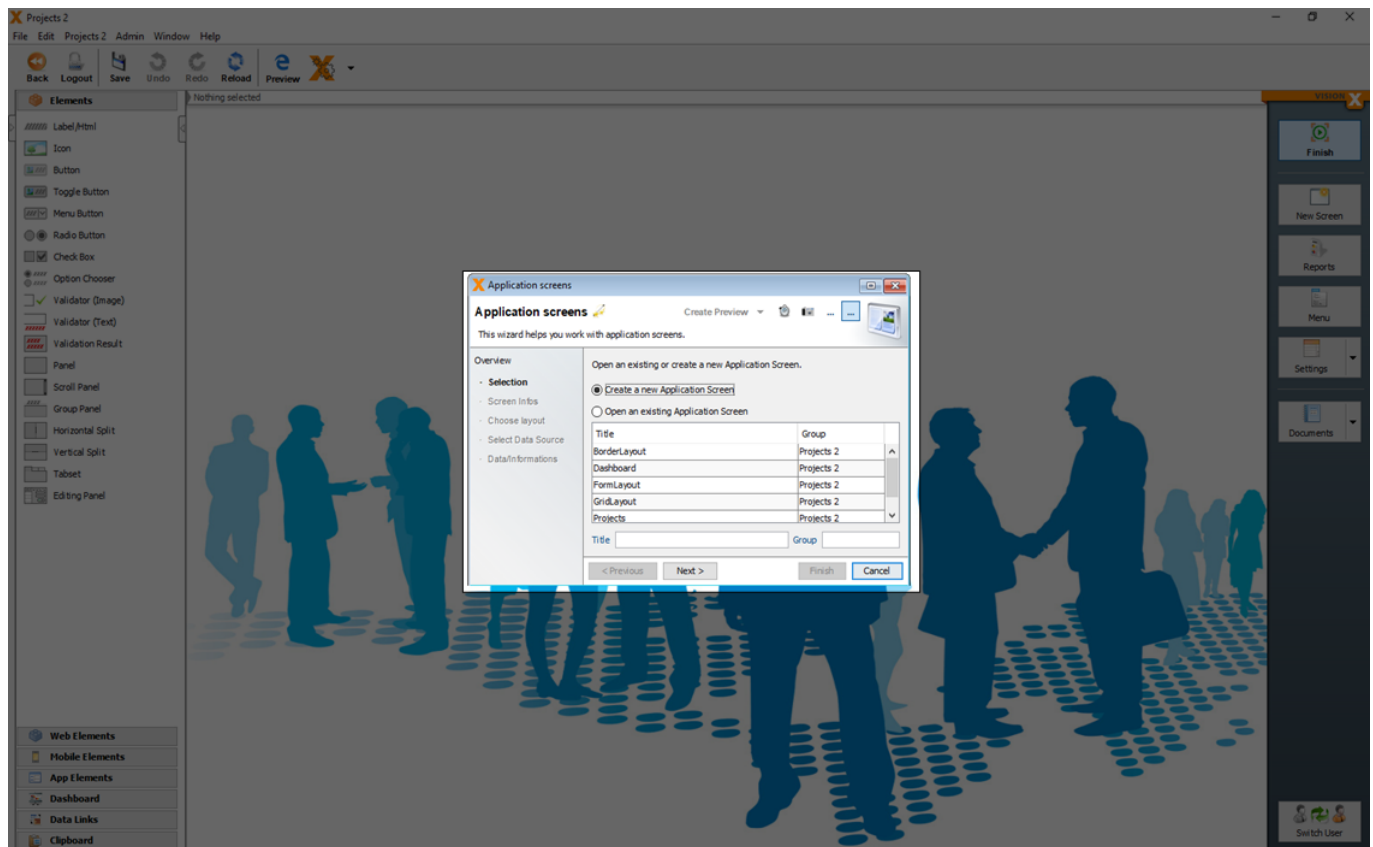 Projects 2
File Edit Projects 2 Admin Window Help
Back Logout Save Undo Redo Reload Preview
Elements
Nothing selected
VISION X
Label/Html
Icon
Button
Toggle Button
Menu Button
Radio Button
Check Box
Option Chooser
Validator (Image)
Validator (Text)
Validation Result
Panel
Scroll Panel
Group Panel
Horizontal Split
Vertical Split
Tabset
Editing Panel
Web Elements
Mobile Elements
App Elements
Dashboard
Data Links
Clipboard
Application screens
Application screens
Create Preview
... ...
This wizard helps you work with application screens.
Overview
- Selection
- Screen Infos
- Choose layout
- Select Data Source
- Data/Informations
Open an existing or create a new Application Screen.
Create a new Application Screen
Open an existing Application Screen
Title Group
BorderLayout Projects 2
Dashboard Projects 2
FormLayout Projects 2
GridLayout Projects 2
Projects Projects 2
Title Group
< Previous Next > Finish Cancel
Finish
New Screen
Reports
Menu
Settings
Documents
Switch User